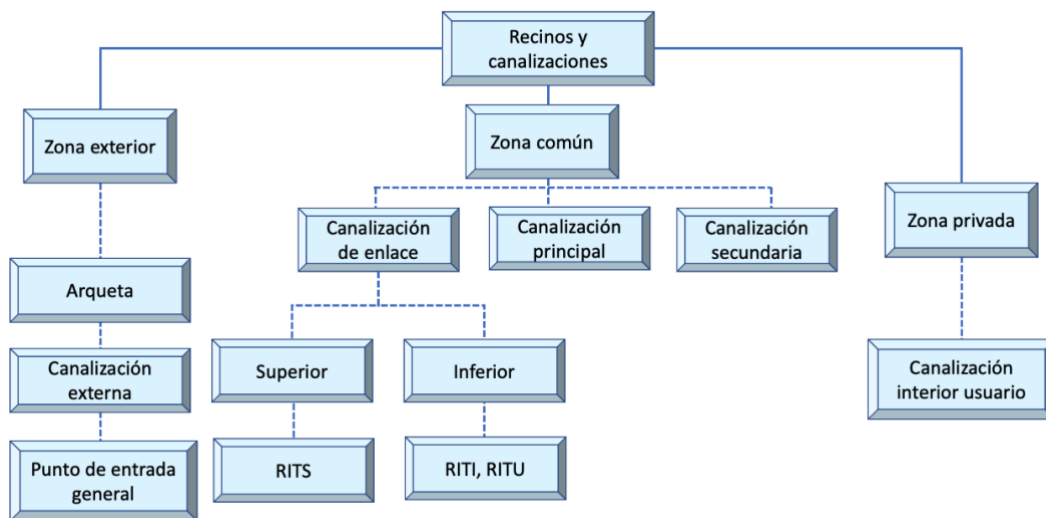 Recinos y
canalizaciones
Zona exterior
Zona común
Zona privada
Canalización
de enlace
Canalización
principal
Canalización
secundaria
Arqueta
Canalización
externa
Superior
Inferior
Canalización
interior usuario
Punto de entrada
general
RITS
RITI, RITU